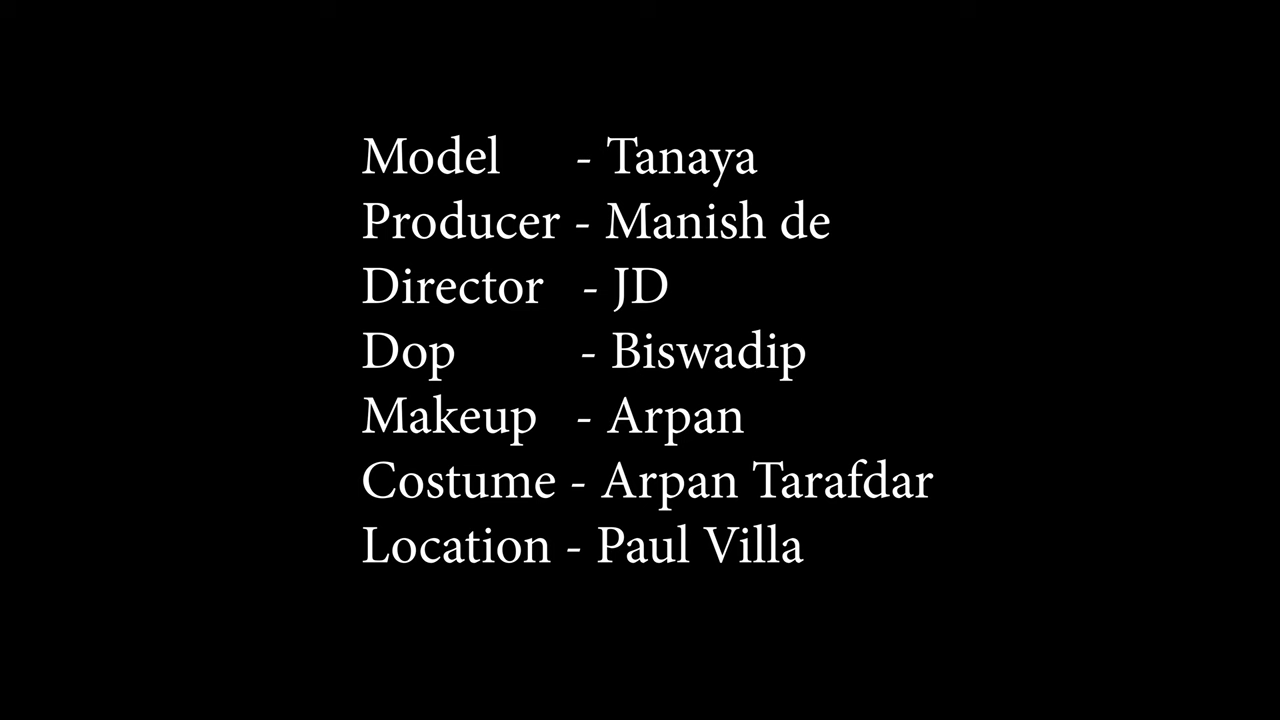 Model - Tanaya
Producer - Manish de
Director - JD
Dop - Biswadip
Makeup - Arpan
Costume - Arpan Tarafdar
Location - Paul Villa